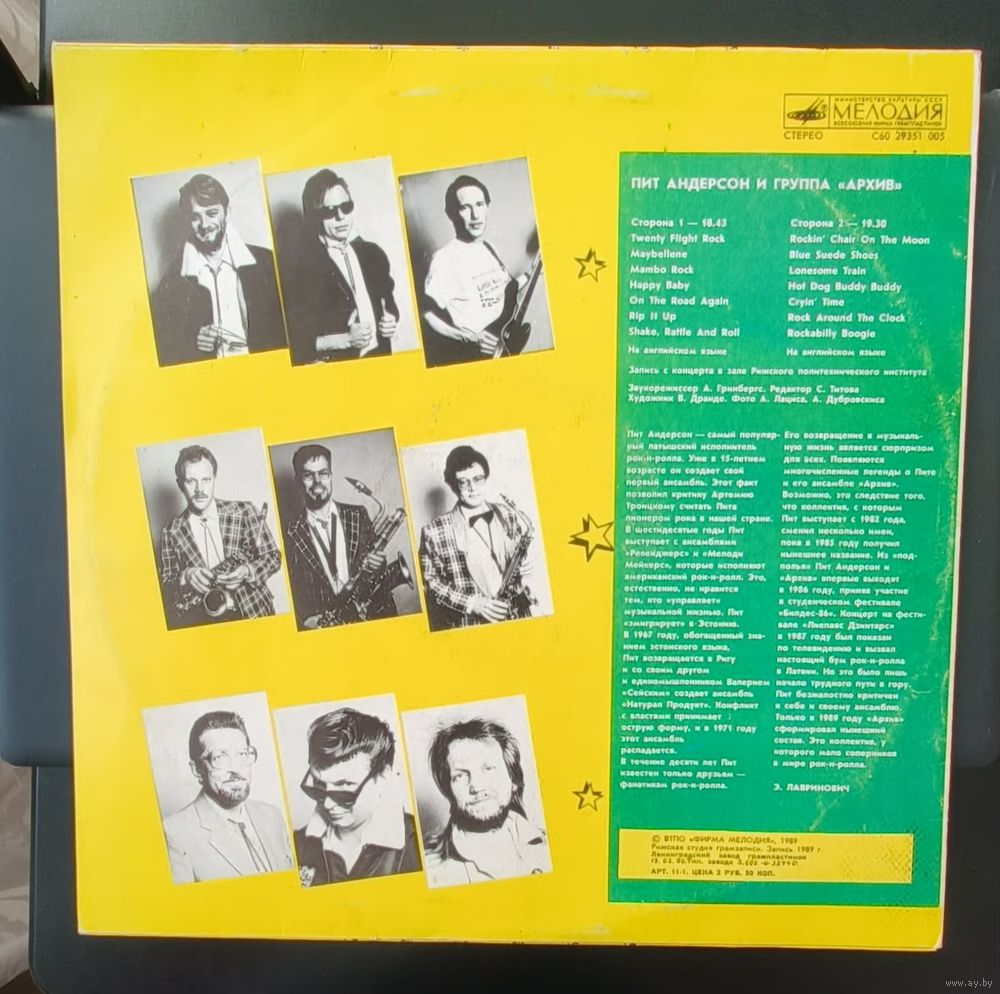 МИНИСТЕРСТВО КУЛЬТУРЫ СССР
МЕЛОДИЯ
ВСЕСОЮЗНАЯ ФИРМА ГРАМПЛАСТИНОК
СТЕРЕО
С60 29351 005
ПИТ АНДЕРСОН И ГРУППА «АРХИВ»
Сторона 1 — 18.43
Twenty Flight Rock
Maybellene
Mambo Rock
Happy Baby
On The Road Again
Rip It Up
Shake, Rattle And Roll
На английском языке
Сторона 2 — 19.30
Rockin' Chair On The Moon
Blue Suede Shoes
Lonesome Train
Hot Dog Buddy Buddy
Cryin' Time
Rock Around The Clock
Rockabilly Boogie
На английском языке
Запись с концерта в зале Рижского политехнического института
Звукорежиссер А. Гринбергс. Редактор С. Титова
Художник В. Драпде. Фото А. Лациса, А. Дубровскиса
Пит Андерсон — самый популяр-
ный латышский исполнитель
рок-н-ролла. Уже в 15-летнем
возрасте он создает свой
первый ансамбль. Этот факт
позволил критику Артемию
Троицкому считать Пита
пионером рока в нашей стране.
В шестидесятые годы Пит
выступает с ансамблями
«Ревенджерс» и «Мелоди
Мейкерс», которые исполняют
американский рок-н-ролл. Это,
естественно, не нравится
тем, кто «управляет»
музыкальной жизнью. Пит
«эмигрирует» в Эстонию.
В 1967 году, обогащенный зна-
нием эстонского языка,
Пит возвращается в Ригу
и со своим другом
и единомышленником Валерием
«Сейским» создает ансамбль
«Натурал Продукт». Конфликт
с властями принимает
острую форму, и в 1971 году
этот ансамбль
распадается.
В течение десяти лет Пит
известен только друзьям —
фанатикам рок-н-ролла.
Его возвращение в музыкаль-
ную жизнь является сюрпризом
для всех. Появляются
многочисленные легенды о Пите
и его ансамбле «Архив».
Возможно, это следствие того,
что коллектив, с которым
Пит выступает с 1982 года,
сменил несколько имен,
пока в 1985 году получил
нынешнее название. Из «под-
полья» Пит Андерсон и
«Архив» впервые выходят
в 1986 году, приняв участие
в студенческом фестивале
«Билдес-86». Концерт на фести-
вале «Лиепаяс Дзинтарс»
в 1987 году был показан
по телевидению и вызвал
настоящий бум рок-н-ролла
в Латвии. Но это было лишь
начало трудного пути в гору.
Пит безжалостно критичен
к себе и своему ансамблю.
Только в 1989 году «Архив»
сформировал нынешний
состав. Это коллектив, у
которого мало соперников
в мире рок-н-ролла.
Э. ЛАВРИНОВИЧ
© ВТПО «ФИРМА МЕЛОДИЯ», 1989
Рижская студия грамзаписи. Запись 1989 г.
Ленинградский завод грампластинок
Тип. завода
АРТ. 11-1. ЦЕНА 2 РУБ. 50 КОП.
www.ay.by